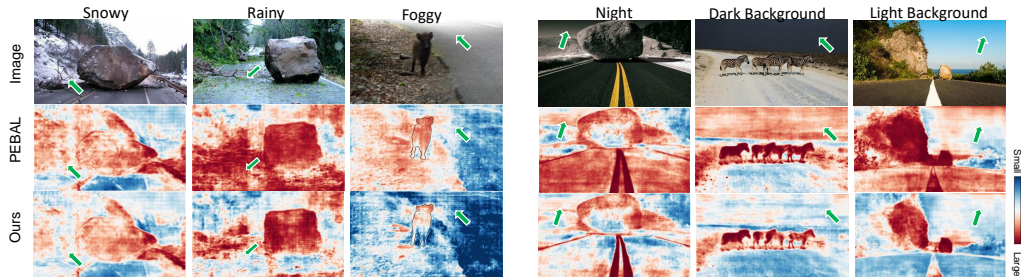 Snowy
Rainy
Foggy
Night
Dark Background
Light Background
Image
PEBAL
Ours
Small
Large